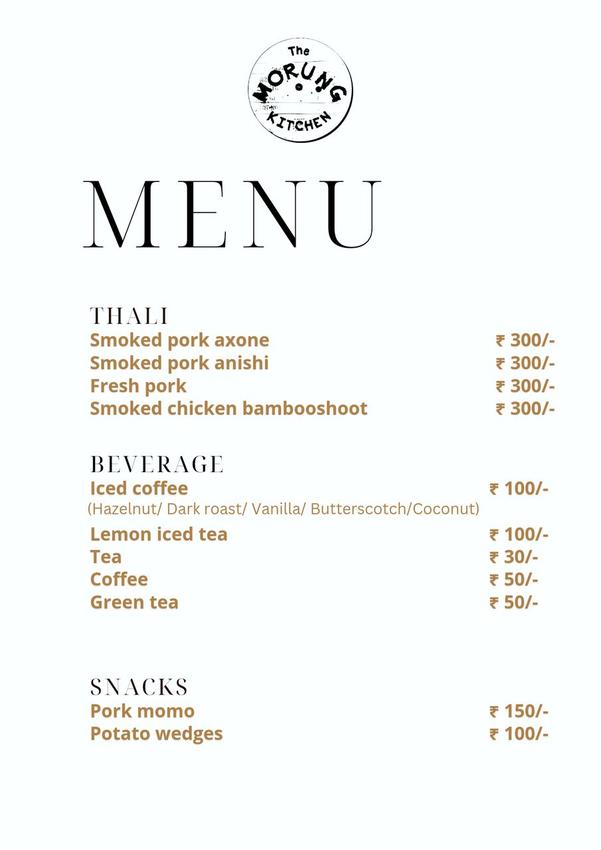 The
MORUNG
KITCHEN
MENU
THALI
Smoked pork axone ₹ 300/-
Smoked pork anishi ₹ 300/-
Fresh pork ₹ 300/-
Smoked chicken bambooshoot ₹ 300/-
BEVERAGE
Iced coffee ₹ 100/-
(Hazelnut/ Dark roast/ Vanilla/ Butterscotch/Coconut)
Lemon iced tea ₹ 100/-
Tea ₹ 30/-
Coffee ₹ 50/-
Green tea ₹ 50/-
SNACKS
Pork momo ₹ 150/-
Potato wedges ₹ 100/-